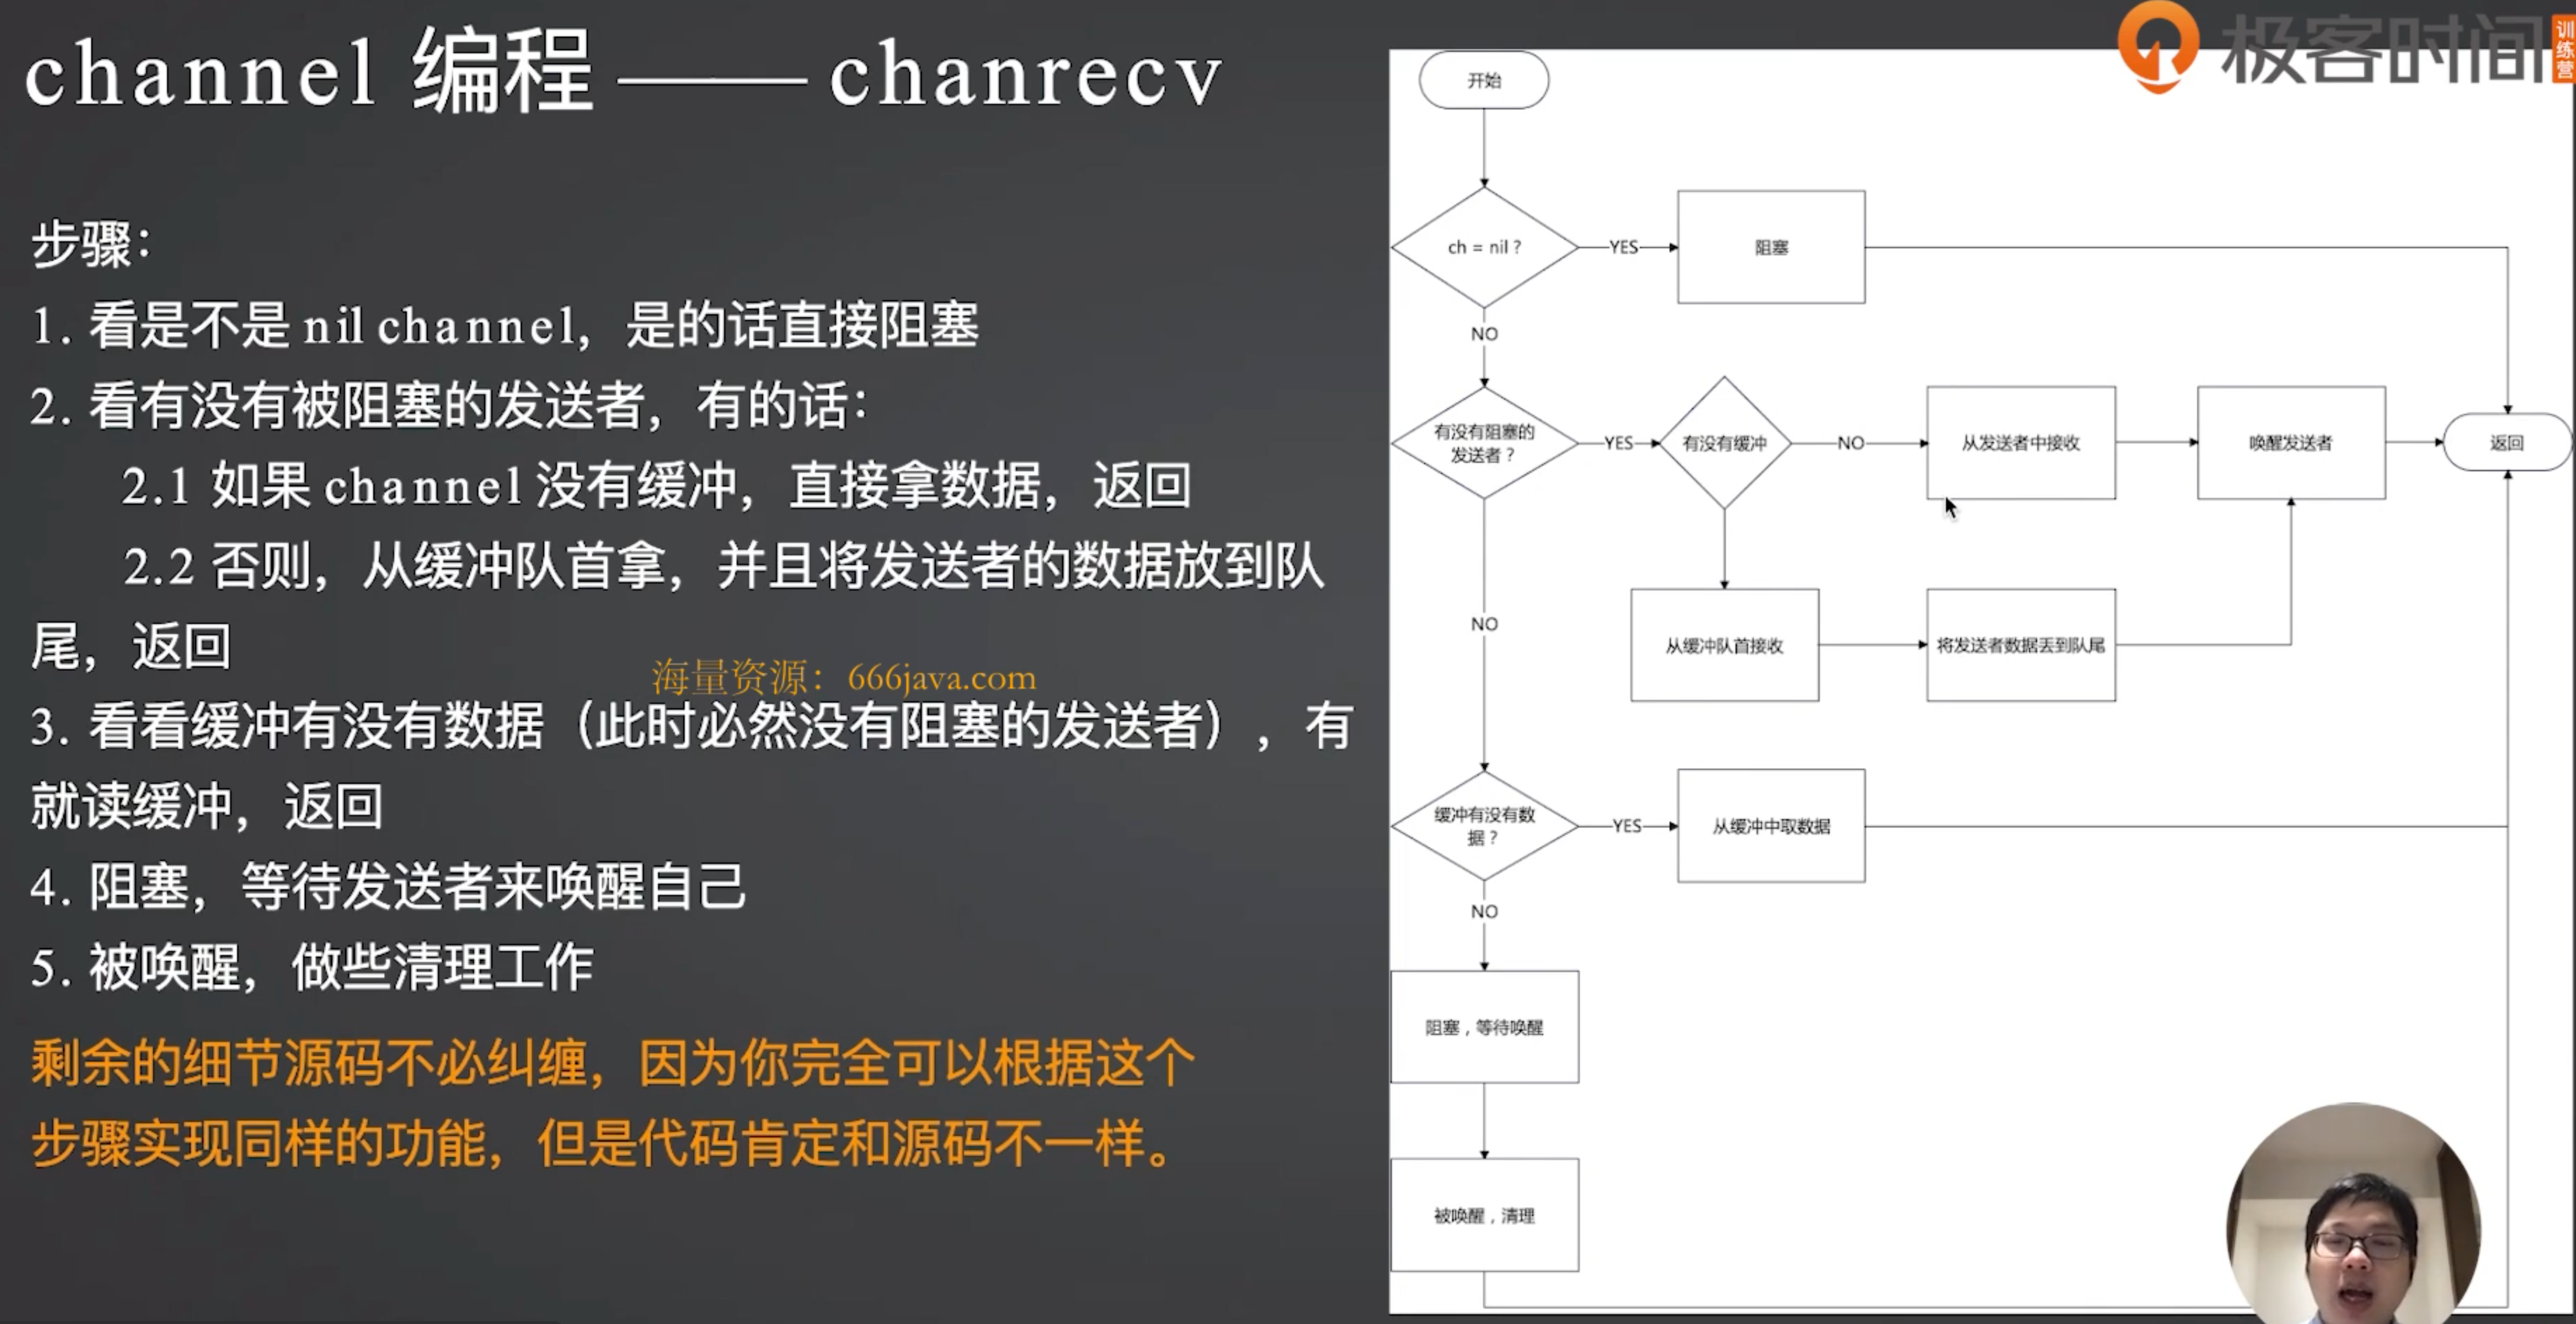 channel 编程 —— chanrecv
极客时间
训练营
步骤：
1. 看是不是 nil channel，是的话直接阻塞
2. 看有没有被阻塞的发送者，有的话：
2.1 如果 channel 没有缓冲，直接拿数据，返回
2.2 否则，从缓冲队首拿，并且将发送者的数据放到队
尾，返回
海量资源：666java.com
3. 看看缓冲有没有数据（此时必然没有阻塞的发送者），有
就读缓冲，返回
4. 阻塞，等待发送者来唤醒自己
5. 被唤醒，做些清理工作
剩余的细节源码不必纠缠，因为你完全可以根据这个
步骤实现同样的功能，但是代码肯定和源码不一样。
开始
ch = nil ?
YES
阻塞
NO
有没有阻塞的
发送者？
YES
有没有缓冲
NO
从发送者中接收
唤醒发送者
返回
NO
从缓冲队首接收
将发送者数据丢到队尾
缓冲有没有数
据？
YES
从缓冲中取数据
NO
阻塞，等待唤醒
被唤醒，清理